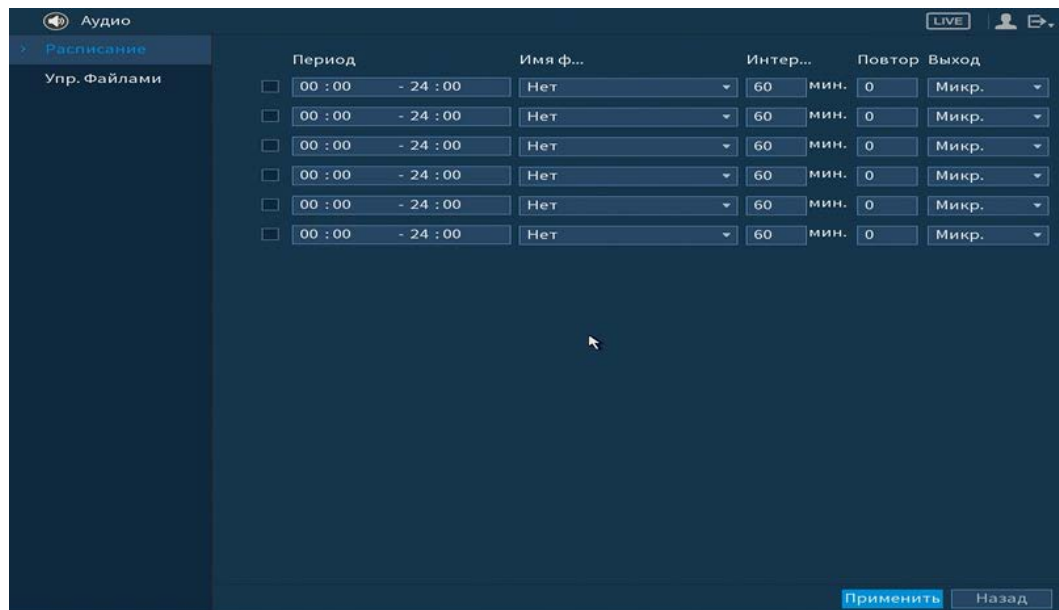 Аудио LIVE
Расписание
Упр. Файлами
Период Имя ф... Интер... Повтор Выход
00 : 00 - 24 : 00 Нет 60 мин. 0 Микр.
00 : 00 - 24 : 00 Нет 60 мин. 0 Микр.
00 : 00 - 24 : 00 Нет 60 мин. 0 Микр.
00 : 00 - 24 : 00 Нет 60 мин. 0 Микр.
00 : 00 - 24 : 00 Нет 60 мин. 0 Микр.
00 : 00 - 24 : 00 Нет 60 мин. 0 Микр.
Применить Назад